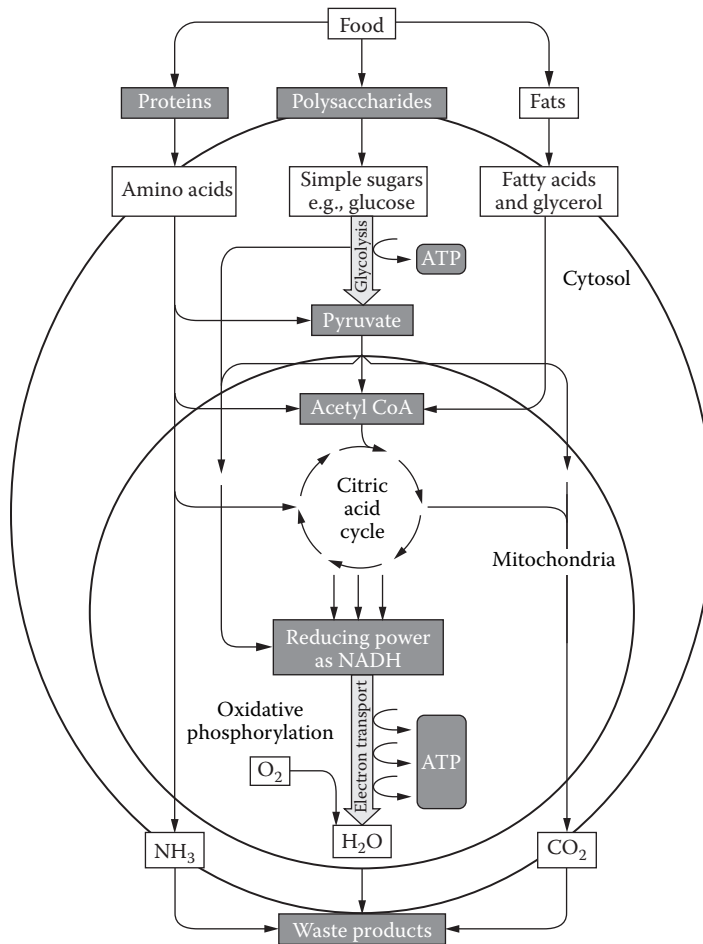 Food
Proteins
Polysaccharides
Fats
Amino acids
Simple sugars
e.g., glucose
Fatty acids
and glycerol
Glycolysis
ATP
Cytosol
Pyruvate
Acetyl CoA
Citric
acid
cycle
Mitochondria
Reducing power
as NADH
Oxidative
phosphorylation
Electron transport
ATP
O₂
NH₃
H₂O
CO₂
Waste products